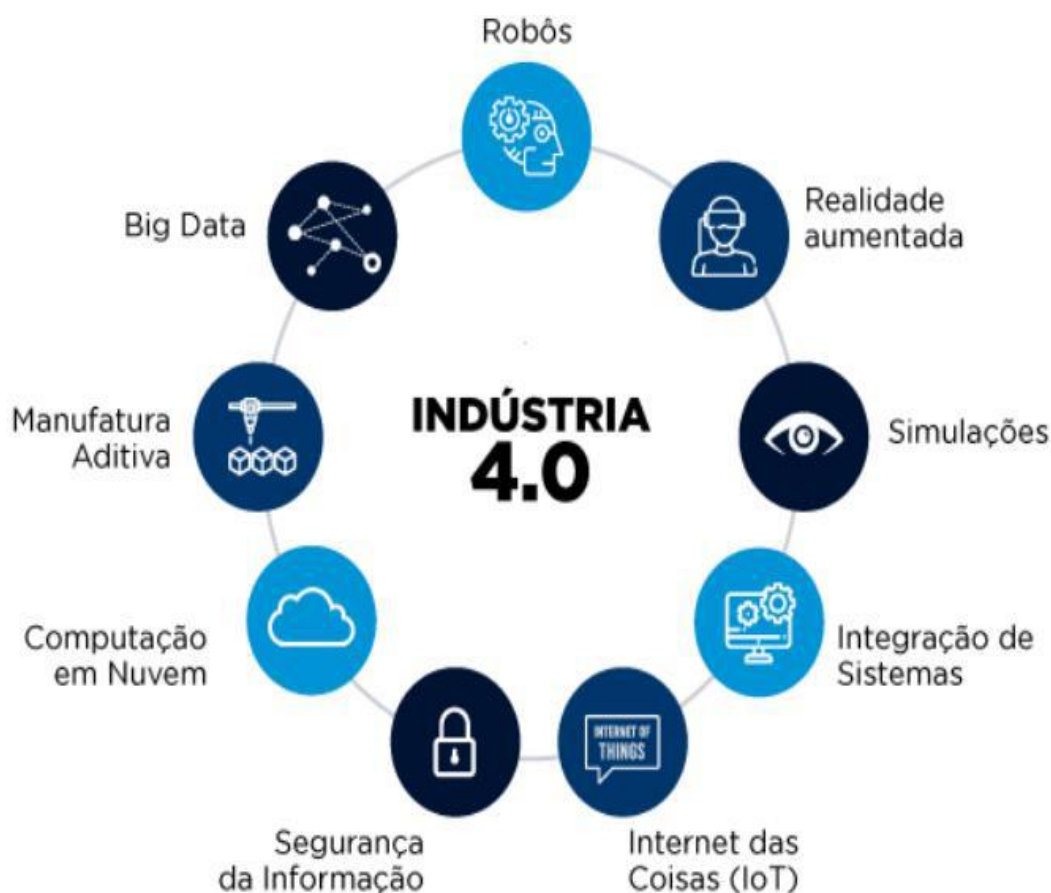 Robôs
Realidade
aumentada
Big Data
Simulações
Manufatura
Aditiva
INDÚSTRIA
4.0
Integração de
Sistemas
Computação
em Nuvem
INTERNET OF
THINGS
Internet das
Coisas (IoT)
Segurança
da Informação